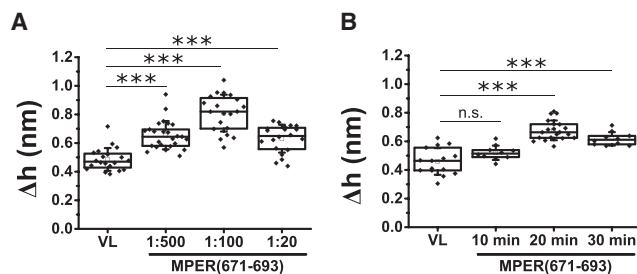 A
***
***
***
1.2
1.0
0.8
0.6
0.4
0.2
0.0
Δh (nm)
VL 1:500 1:100 1:20
MPER(671-693)
B
***
***
n.s.
1.2
1.0
0.8
0.6
0.4
0.2
0.0
Δh (nm)
VL 10 min 20 min 30 min
MPER(671-693)